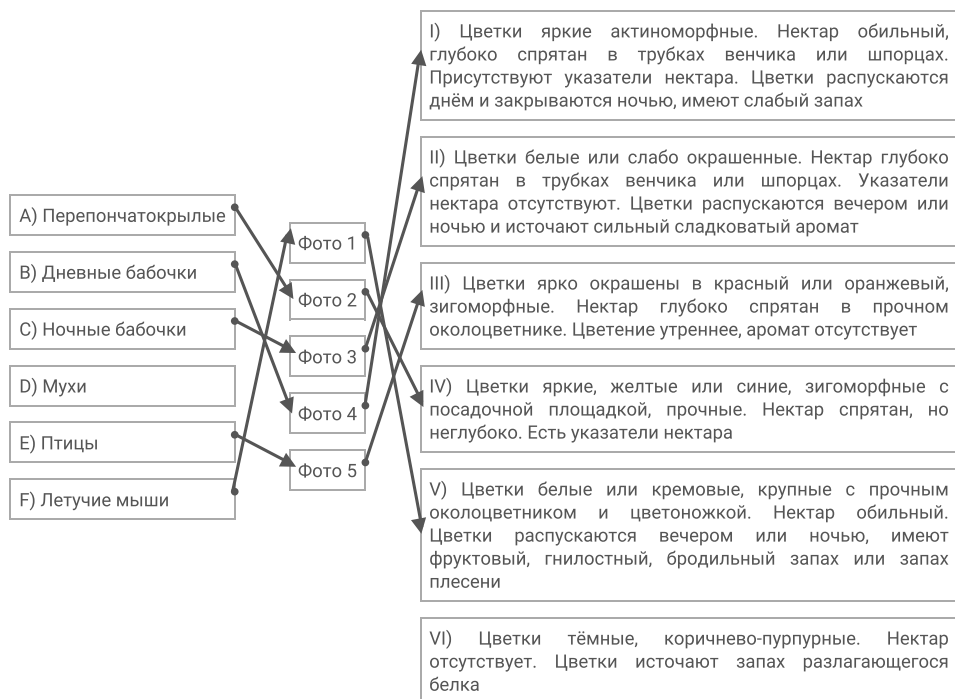 A) Перепончатокрылые
B) Дневные бабочки
C) Ночные бабочки
D) Мухи
E) Птицы
F) Летучие мыши
Фото 1
Фото 2
Фото 3
Фото 4
Фото 5
I) Цветки яркие актиноморфные. Нектар обильный,
глубоко спрятан в трубках венчика или шпорцах.
Присутствуют указатели нектара. Цветки распускаются
днём и закрываются ночью, имеют слабый запах
II) Цветки белые или слабо окрашенные. Нектар глубоко
спрятан в трубках венчика или шпорцах. Указатели
нектара отсутствуют. Цветки распускаются вечером или
ночью и источают сильный сладковатый аромат
III) Цветки ярко окрашены в красный или оранжевый,
зигоморфные. Нектар глубоко спрятан в прочном
околоцветнике. Цветение утреннее, аромат отсутствует
IV) Цветки яркие, желтые или синие, зигоморфные с
посадочной площадкой, прочные. Нектар спрятан, но
неглубоко. Есть указатели нектара
V) Цветки белые или кремовые, крупные с прочным
околоцветником и цветоножкой. Нектар обильный.
Цветки распускаются вечером или ночью, имеют
фруктовый, гнилостный, бродильный запах или запах
плесени
VI) Цветки тёмные, коричнево-пурпурные. Нектар
отсутствует. Цветки источают запах разлагающегося
белка